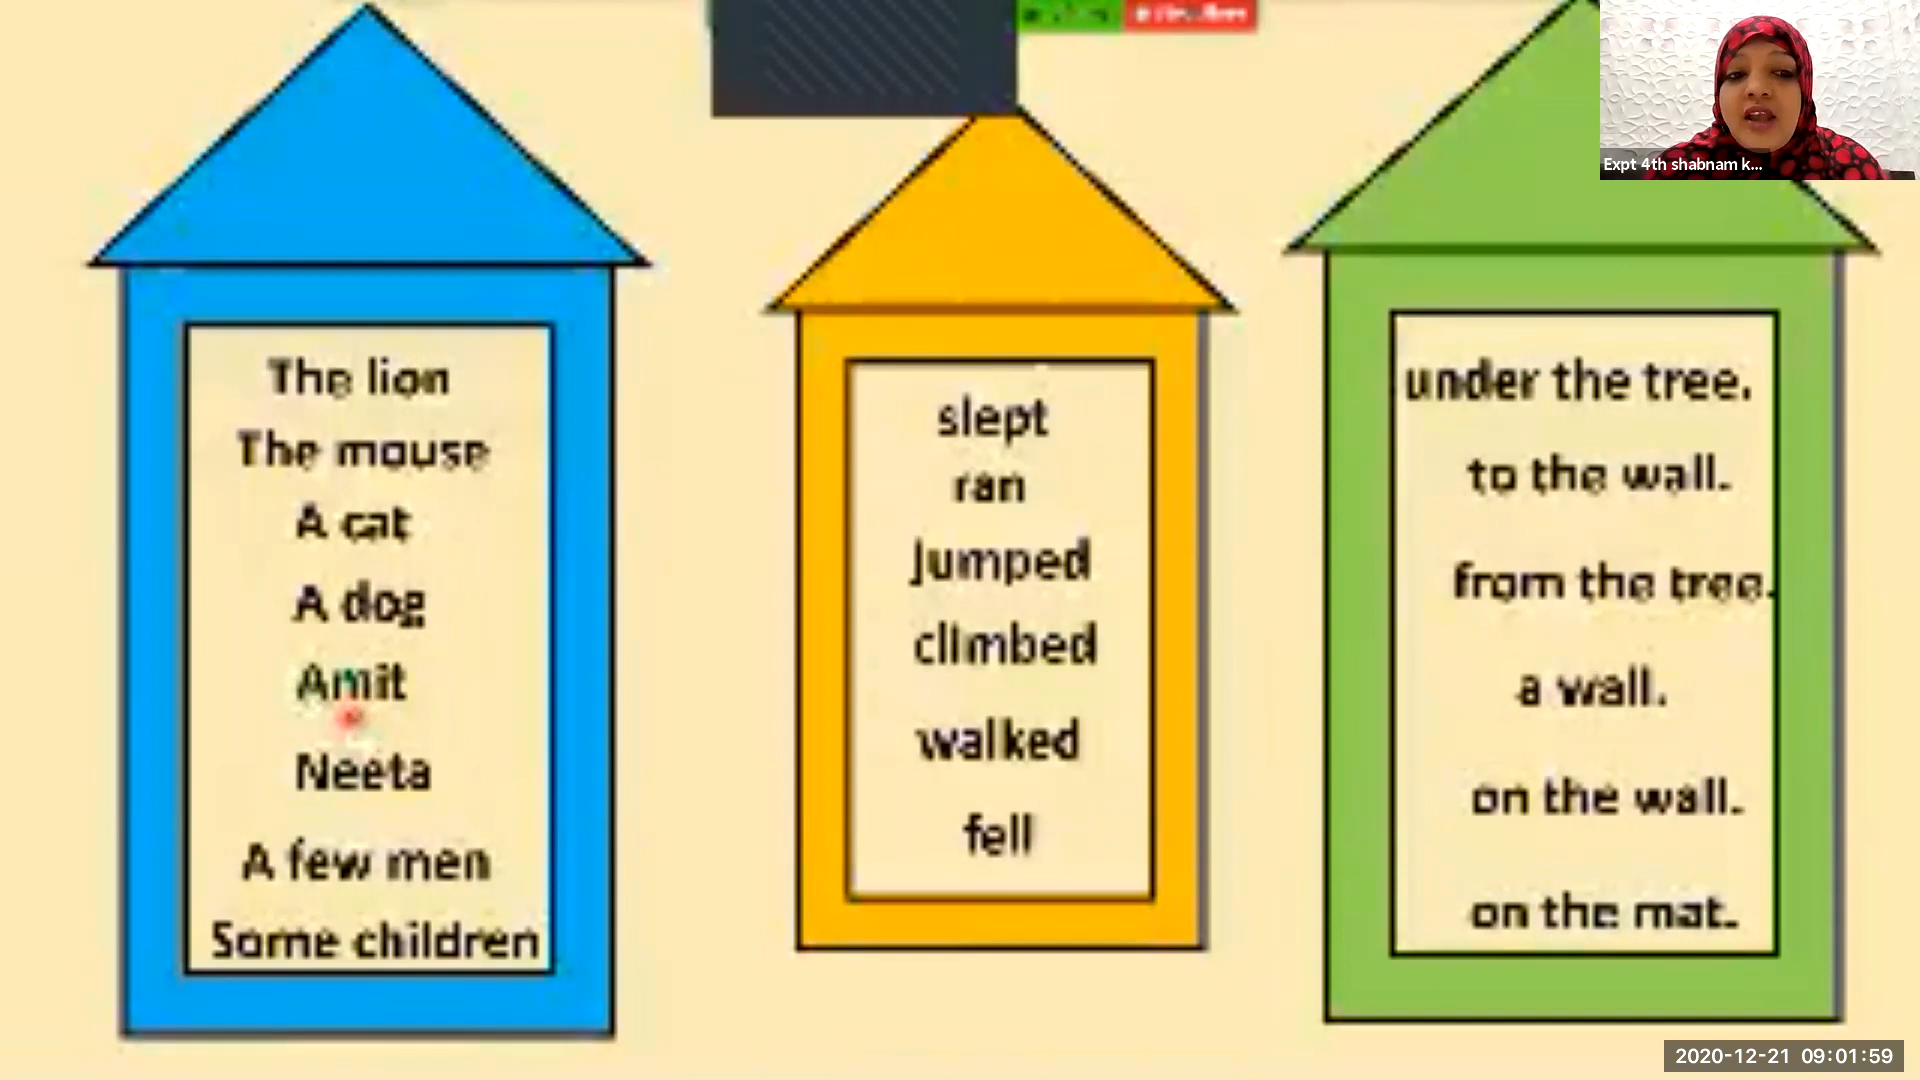 The lion
The mouse
A cat
A dog
Amit
Neeta
A few men
Some children
slept
ran
jumped
climbed
walked
fell
under the tree.
to the wall.
from the tree.
a wall.
on the wall.
on the mat.
Expt 4th shabnam k...
2020-12-21 09:01:59